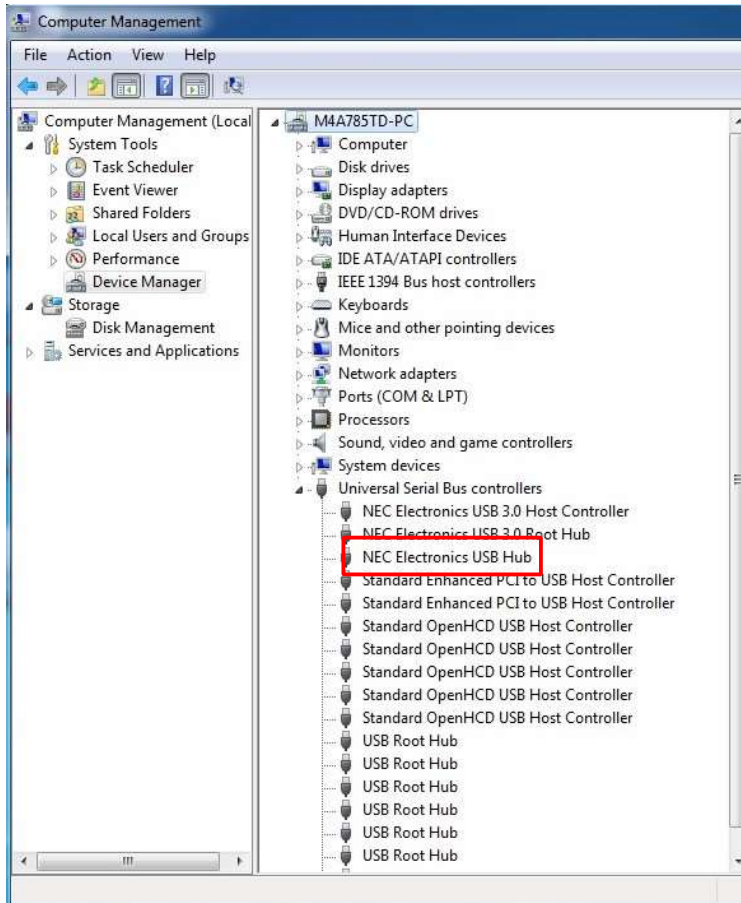 Computer Management
File Action View Help
Computer Management (Local
System Tools
Task Scheduler
Event Viewer
Shared Folders
Local Users and Groups
Performance
Device Manager
Storage
Disk Management
Services and Applications
M4A785TD-PC
Computer
Disk drives
Display adapters
DVD/CD-ROM drives
Human Interface Devices
IDE ATA/ATAPI controllers
IEEE 1394 Bus host controllers
Keyboards
Mice and other pointing devices
Monitors
Network adapters
Ports (COM & LPT)
Processors
Sound, video and game controllers
System devices
Universal Serial Bus controllers
NEC Electronics USB 3.0 Host Controller
NEC Electronics USB 3.0 Root Hub
NEC Electronics USB Hub
Standard Enhanced PCI to USB Host Controller
Standard Enhanced PCI to USB Host Controller
Standard OpenHCD USB Host Controller
Standard OpenHCD USB Host Controller
Standard OpenHCD USB Host Controller
Standard OpenHCD USB Host Controller
Standard OpenHCD USB Host Controller
USB Root Hub
USB Root Hub
USB Root Hub
USB Root Hub
USB Root Hub
USB Root Hub